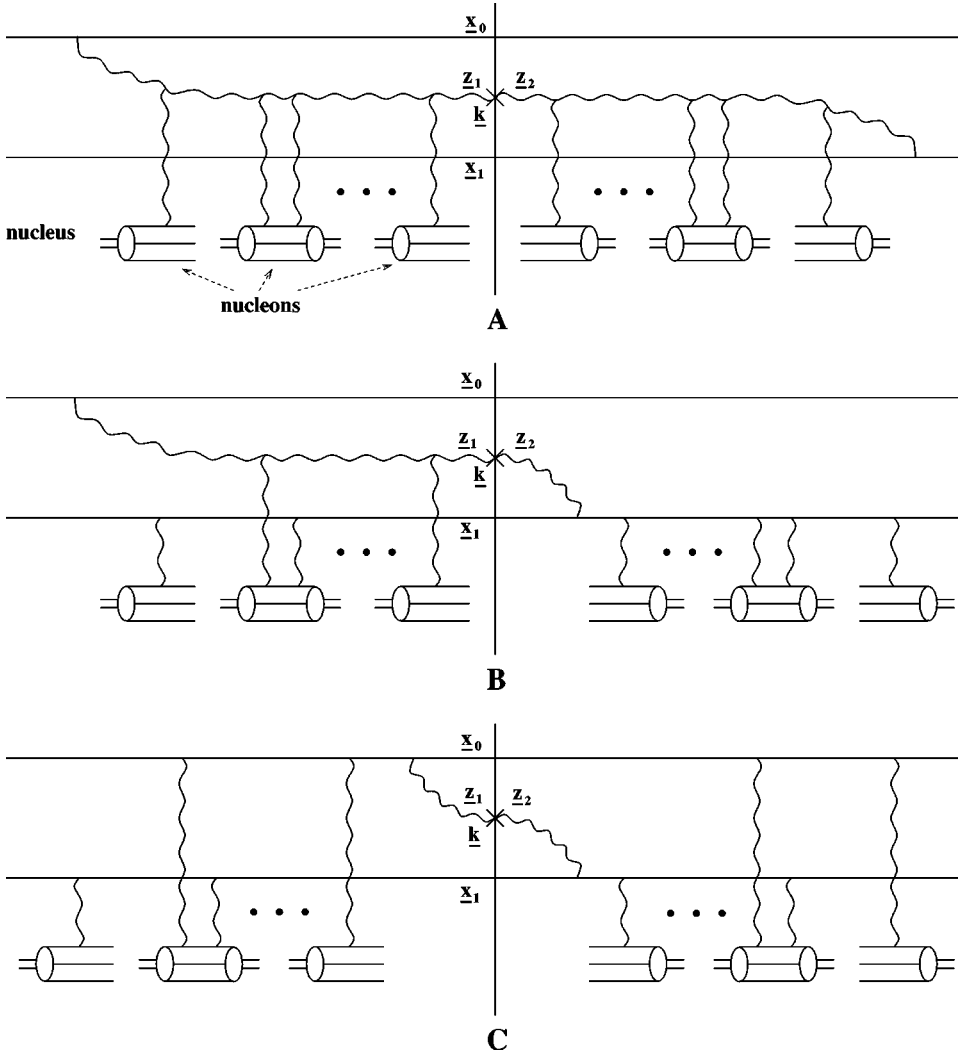 x₀
z₁ z₂
k
x₁
nucleus
nucleons
A
x₀
z₁ z₂
k
x₁
B
x₀
z₁ z₂
k
x₁
C